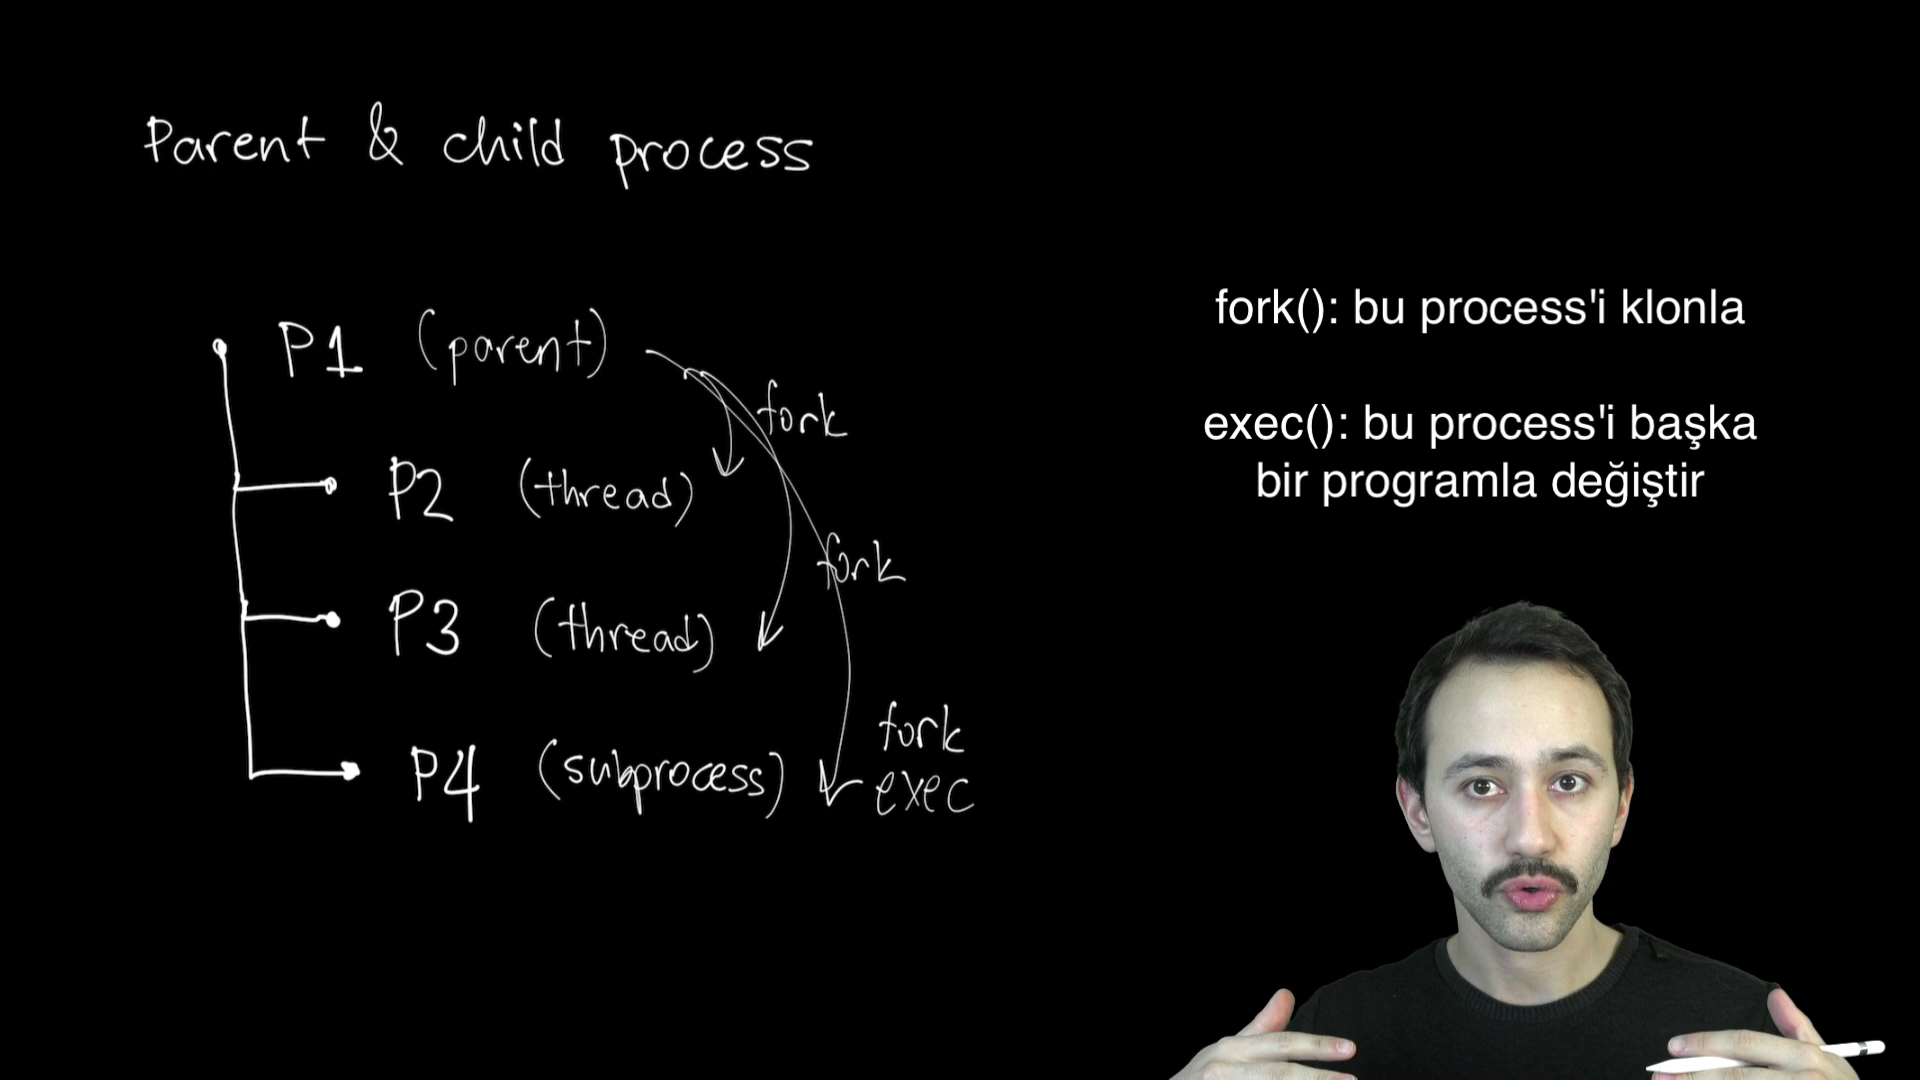 Parent & child process
P1 (parent)
fork
P2 (thread)
fork
P3 (thread)
fork
P4 (subprocess)
exec
fork(): bu process'i klonla
exec(): bu process'i başka
bir programla değiştir